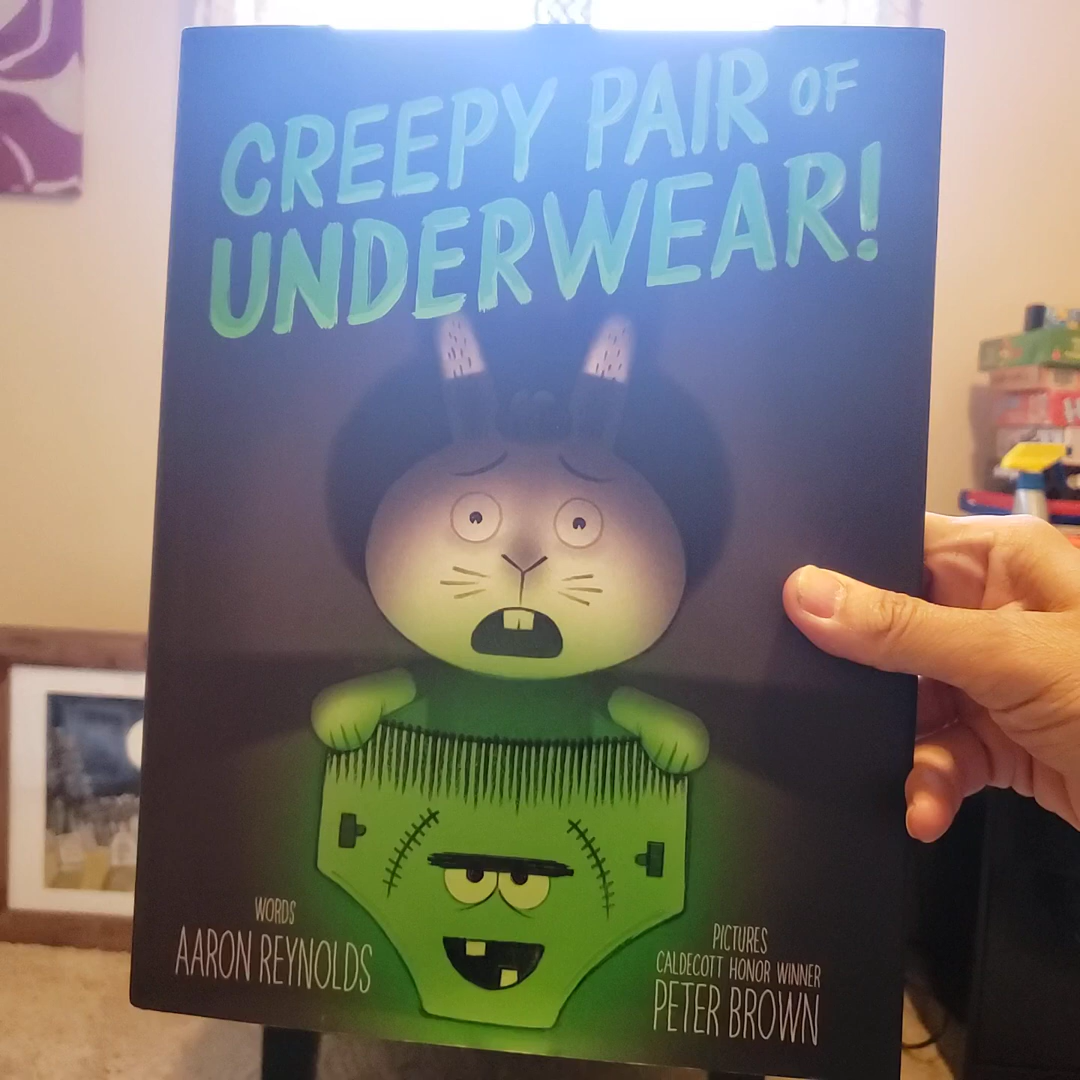 CREEPY PAIR OF
UNDERWEAR!
WORDS
AARON REYNOLDS
PICTURES
CALDECOTT HONOR WINNER
PETER BROWN